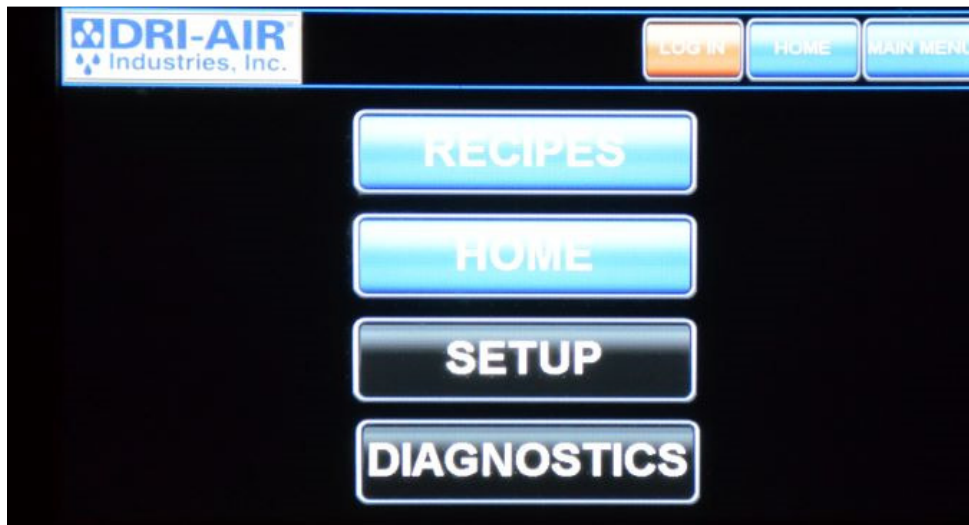 DRI-AIR®
Industries, Inc.
LOG IN HOME MAIN MENU
RECIPES
HOME
SETUP
DIAGNOSTICS